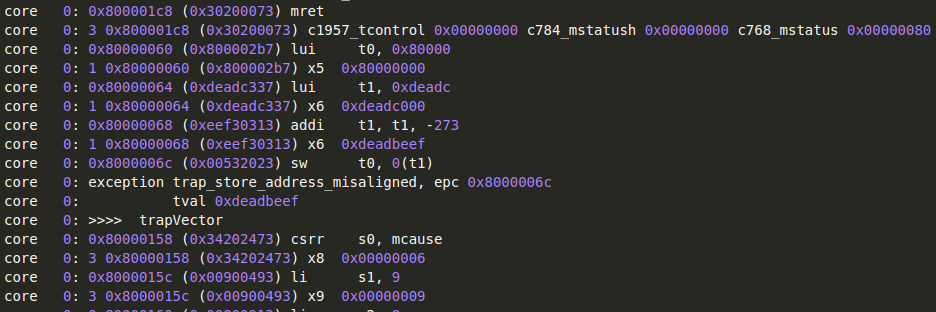 core   0: 0x800001c8 (0x30200073) mret
core   0: 3 0x800001c8 (0x30200073) c1957_tcontrol 0x00000000 c784_mstatush 0x00000000 c768_mstatus 0x00000080
core   0: 0x80000060 (0x800002b7) lui     t0, 0x80000
core   0: 1 0x80000060 (0x800002b7) x5  0x80000000
core   0: 0x80000064 (0xdeadc337) lui     t1, 0xdeadc
core   0: 1 0x80000064 (0xdeadc337) x6  0xdeadc000
core   0: 0x80000068 (0xeef30313) addi    t1, t1, -273
core   0: 1 0x80000068 (0xeef30313) x6  0xdeadbeef
core   0: 0x8000006c (0x00532023) sw      t0, 0(t1)
core   0: exception trap_store_address_misaligned, epc 0x8000006c
core   0:           tval 0xdeadbeef
core   0: >>>>  trapVector
core   0: 0x80000158 (0x34202473) csrr    s0, mcause
core   0: 3 0x80000158 (0x34202473) x8  0x00000006
core   0: 0x8000015c (0x00900493) li      s1, 9
core   0: 3 0x8000015c (0x00900493) x9  0x00000009